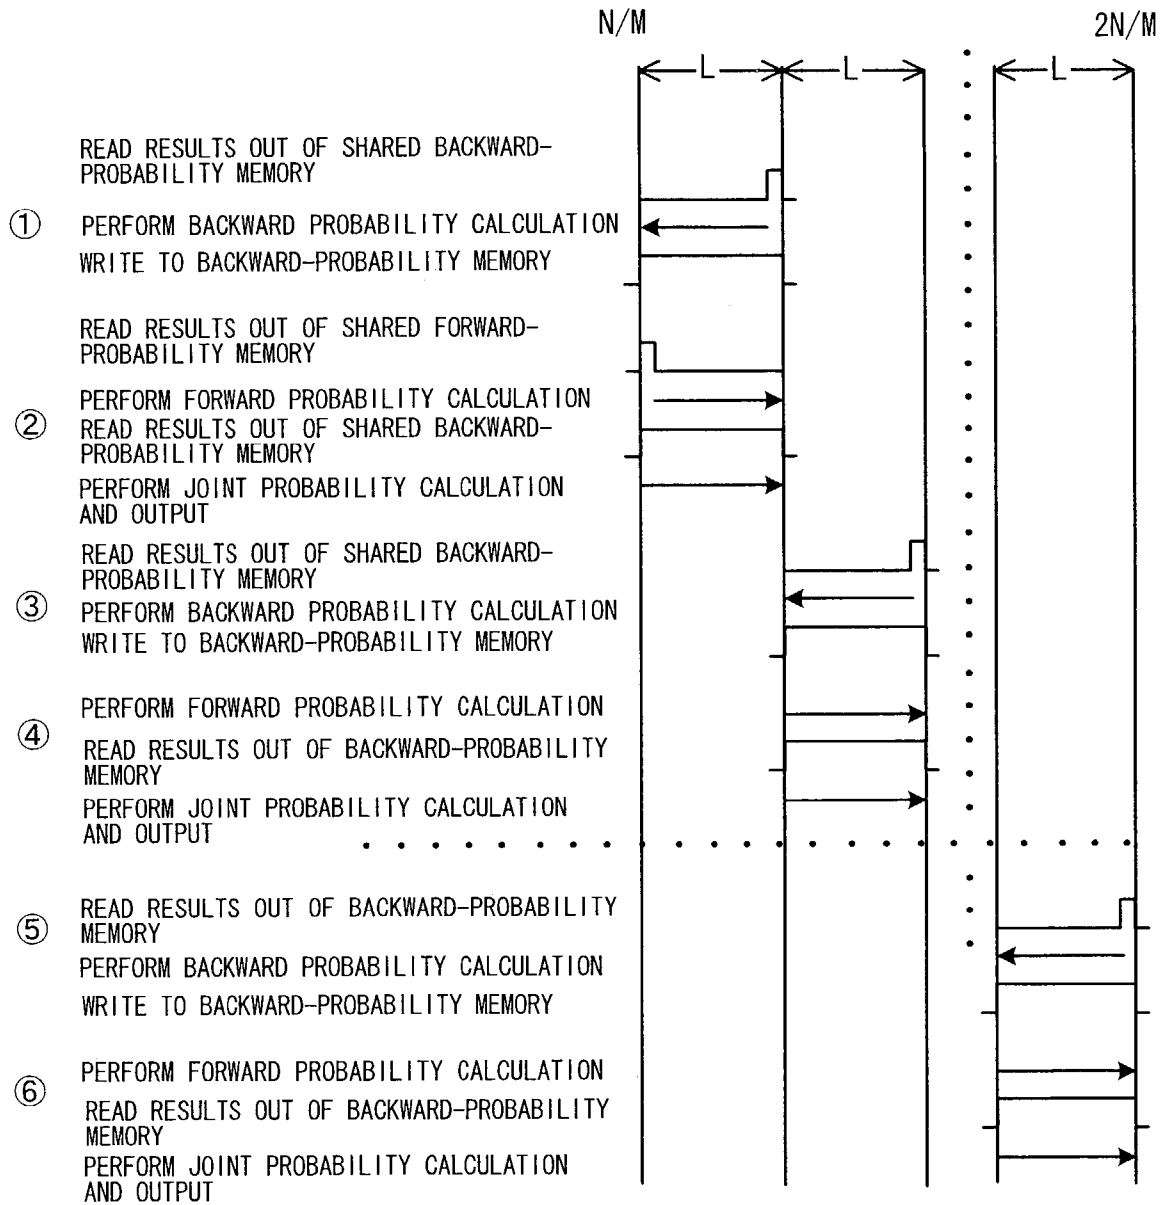 N/M
2N/M
L
L
L
READ RESULTS OUT OF SHARED BACKWARD-
PROBABILITY MEMORY
① PERFORM BACKWARD PROBABILITY CALCULATION
WRITE TO BACKWARD-PROBABILITY MEMORY
READ RESULTS OUT OF SHARED FORWARD-
PROBABILITY MEMORY
PERFORM FORWARD PROBABILITY CALCULATION
② READ RESULTS OUT OF SHARED BACKWARD-
PROBABILITY MEMORY
PERFORM JOINT PROBABILITY CALCULATION
AND OUTPUT
READ RESULTS OUT OF SHARED BACKWARD-
PROBABILITY MEMORY
③ PERFORM BACKWARD PROBABILITY CALCULATION
WRITE TO BACKWARD-PROBABILITY MEMORY
PERFORM FORWARD PROBABILITY CALCULATION
④ READ RESULTS OUT OF BACKWARD-PROBABILITY
MEMORY
PERFORM JOINT PROBABILITY CALCULATION
AND OUTPUT
READ RESULTS OUT OF BACKWARD-PROBABILITY
⑤ MEMORY
PERFORM BACKWARD PROBABILITY CALCULATION
WRITE TO BACKWARD-PROBABILITY MEMORY
PERFORM FORWARD PROBABILITY CALCULATION
⑥ READ RESULTS OUT OF BACKWARD-PROBABILITY
MEMORY
PERFORM JOINT PROBABILITY CALCULATION
AND OUTPUT